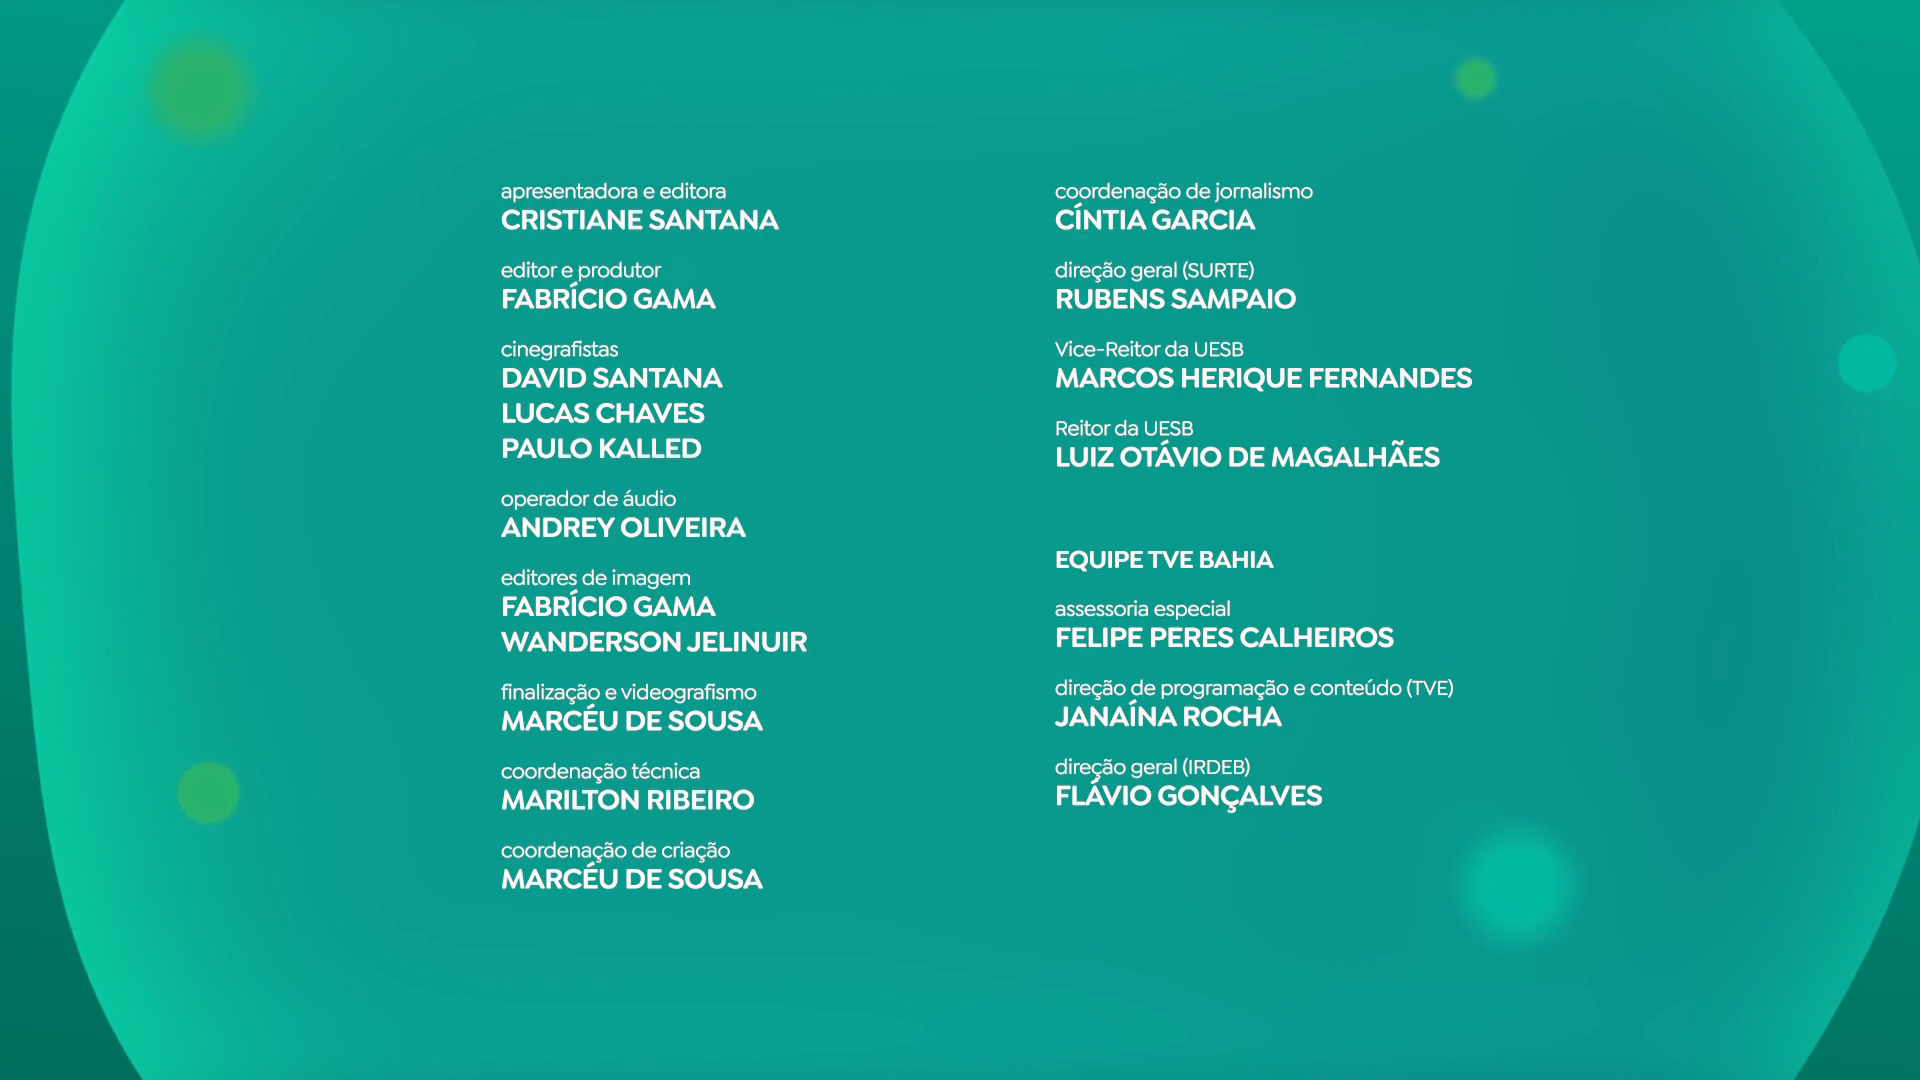 apresentadora e editora
CRISTIANE SANTANA
editor e produtor
FABRÍCIO GAMA
cinegrafistas
DAVID SANTANA
LUCAS CHAVES
PAULO KALLED
operador de áudio
ANDREY OLIVEIRA
editores de imagem
FABRÍCIO GAMA
WANDERSON JELINUIR
finalização e videografismo
MARCÉU DE SOUSA
coordenação técnica
MARILTON RIBEIRO
coordenação de criação
MARCÉU DE SOUSA
coordenação de jornalismo
CÍNTIA GARCIA
direção geral (SURTE)
RUBENS SAMPAIO
Vice-Reitor da UESB
MARCOS HERIQUE FERNANDES
Reitor da UESB
LUIZ OTÁVIO DE MAGALHÃES
EQUIPE TVE BAHIA
assessoria especial
FELIPE PERES CALHEIROS
direção de programação e conteúdo (TVE)
JANAÍNA ROCHA
direção geral (IRDEB)
FLÁVIO GONÇALVES